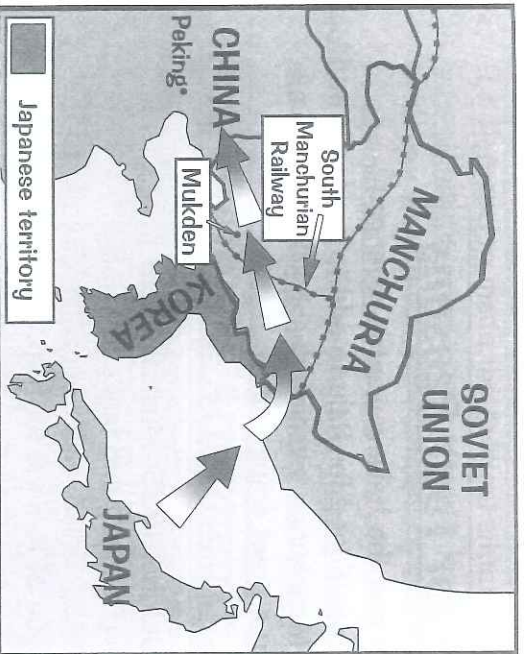 SOVIET
UNION
MANCHURIA
South
Manchurian
Railway
CHINA
Peking
Mukden
KOREA
JAPAN
Japanese territory